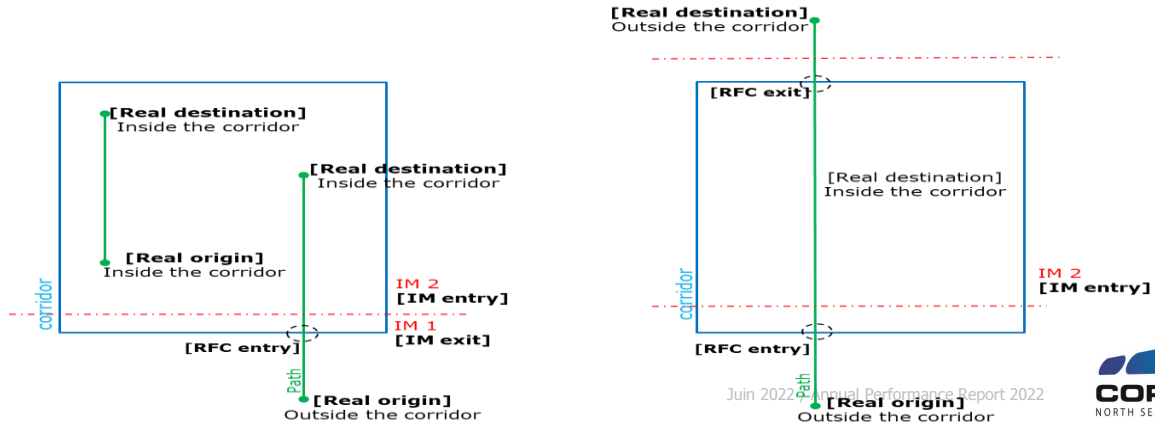 [Real destination]
Inside the corridor
[Real destination]
Inside the corridor
[Real origin]
Inside the corridor
corridor
IM 2
[IM entry]
IM 1
[IM exit]
[RFC entry]
Path
[Real origin]
Outside the corridor
[Real destination]
Outside the corridor
[RFC exit]
[Real destination]
Inside the corridor
corridor
IM 2
[IM entry]
[RFC entry]
Path
Juin 2022 / Annual Performance Report 2022
[Real origin]
Outside the corridor
NORTH